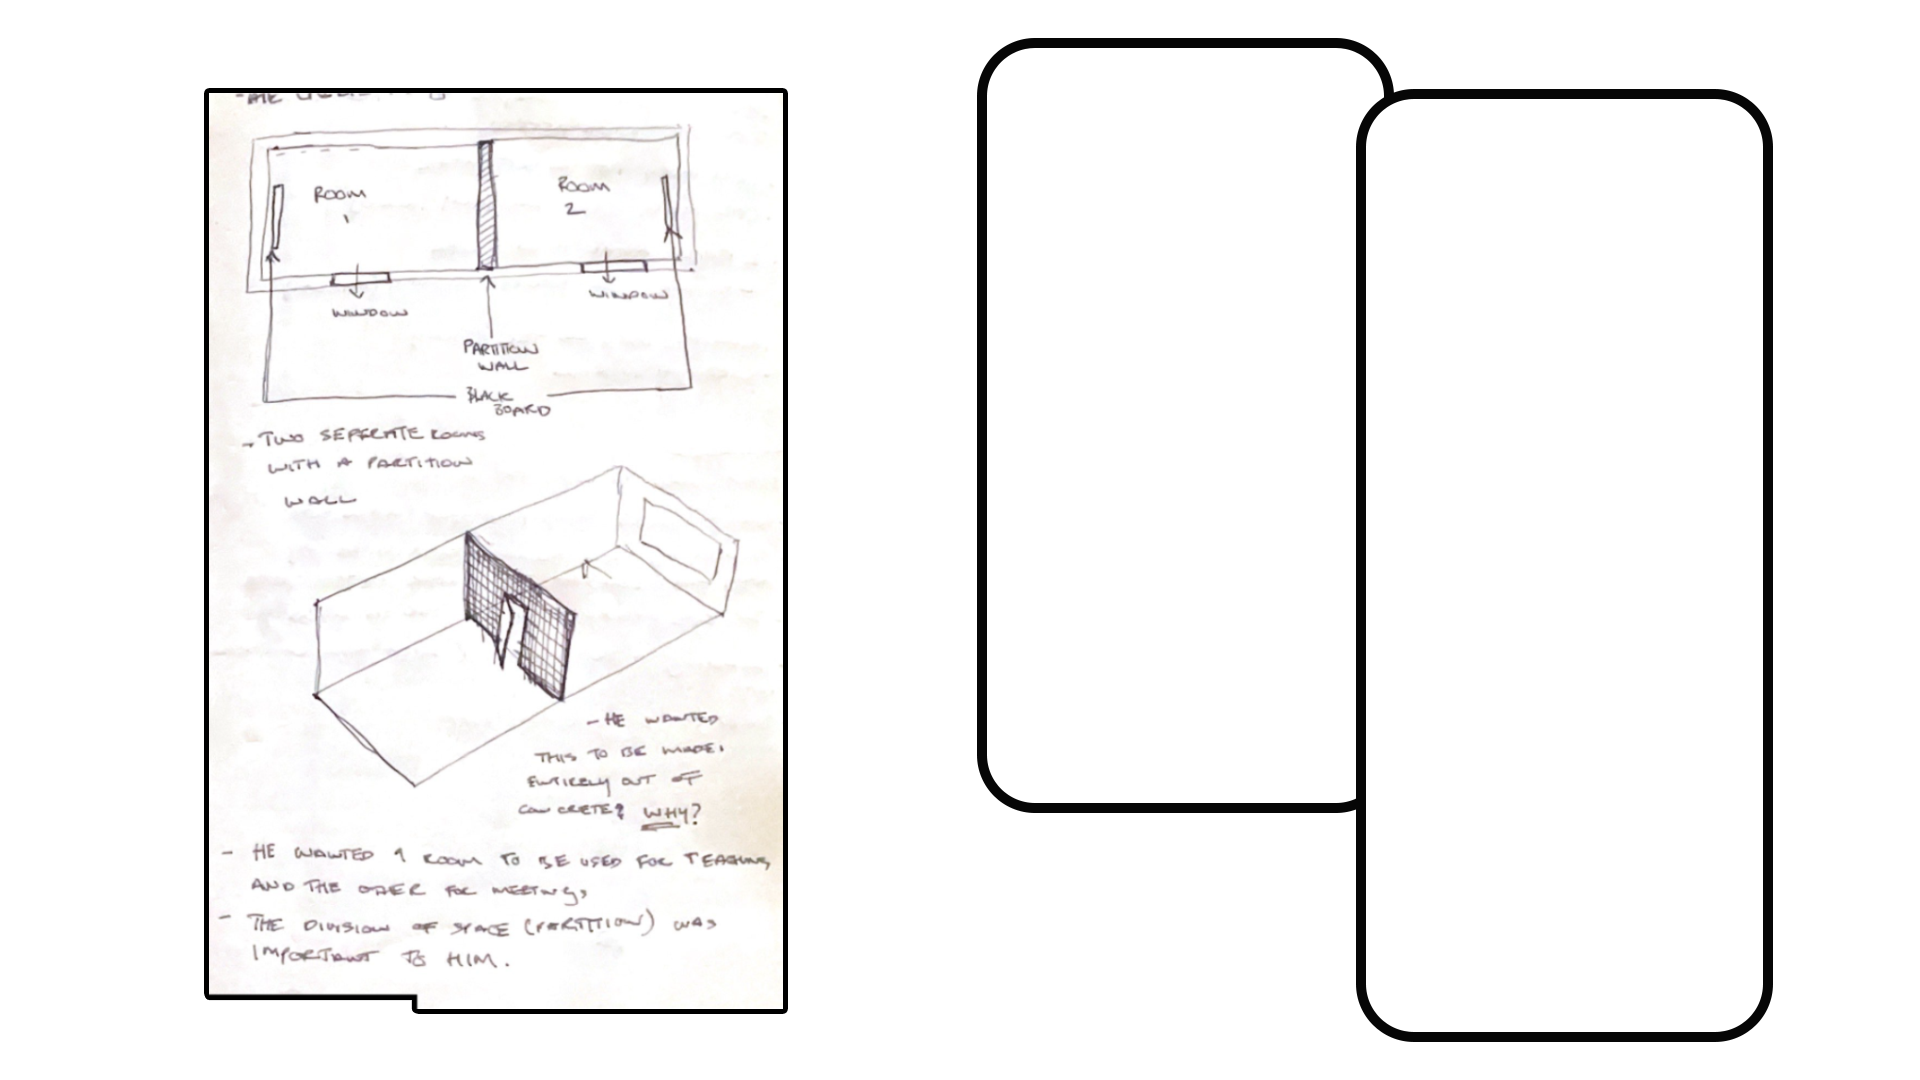 ROOM
1
ROOM
2
WINDOW
WINDOW
PARTITION
WALL
BLACK
BOARD
- TWO SEPERATE ROOMS
WITH A PARTITION
WALL
- HE WANTED
THIS TO BE MADE
ENTIRELY OUT OF
CONCRETE? WHY?
- HE WANTED 1 ROOM TO BE USED FOR TEACHING
AND THE OTHER FOR MEETINGS
- THE DIVISION OF SPACE (PARTITION) WAS
IMPORTANT TO HIM.